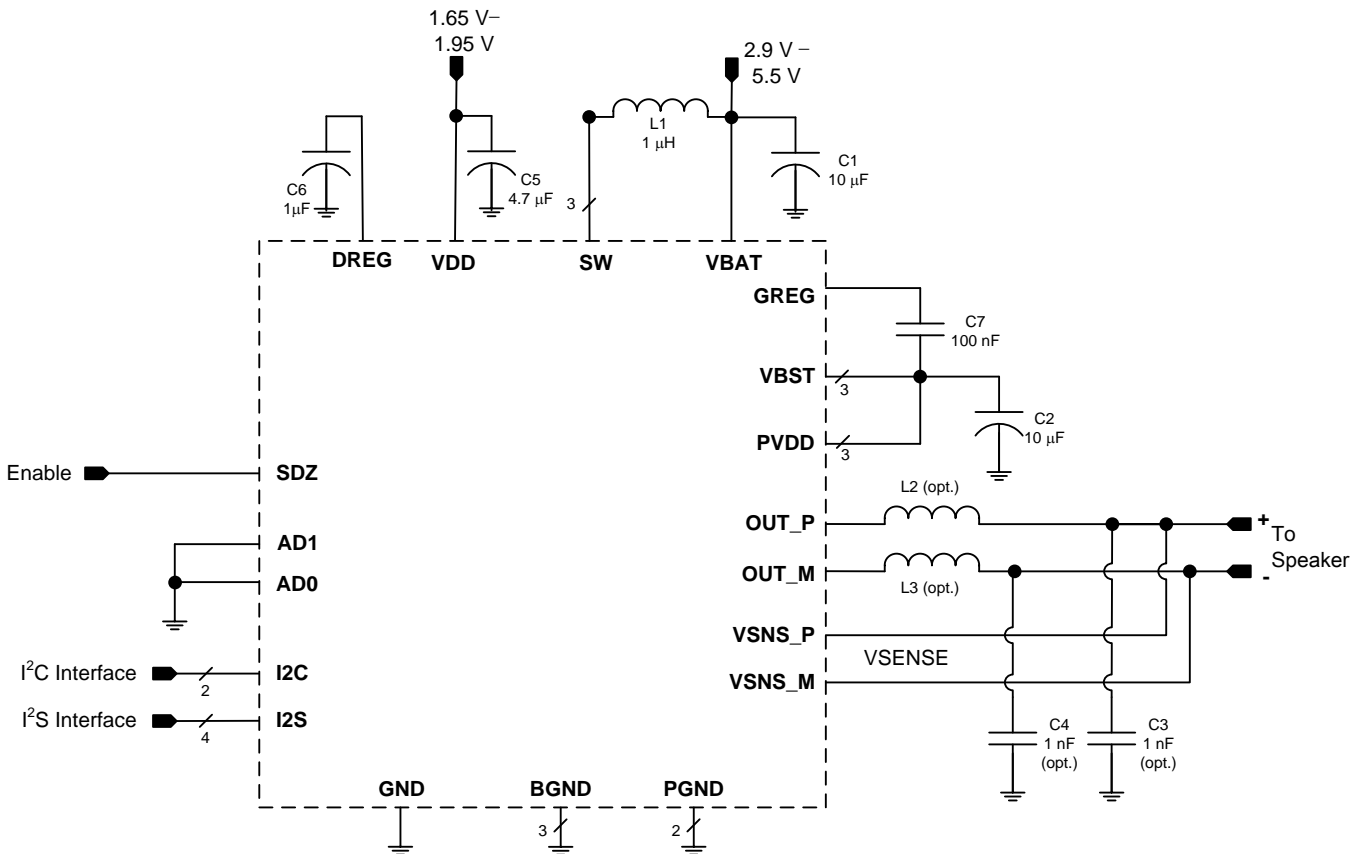 1.65 V–
1.95 V
2.9 V –
5.5 V
L1
1 μH
C6
1μF
C5
4.7 μF
C1
10 μF
3
DREG
VDD
SW
VBAT
GREG
C7
100 nF
VBST
3
C2
10 μF
PVDD
3
Enable
SDZ
L2 (opt.)
OUT_P
+
To
Speaker
-
AD1
OUT_M
L3 (opt.)
AD0
VSNS_P
VSENSE
I²C Interface
2
I2C
VSNS_M
I²S Interface
4
I2S
C4
1 nF
(opt.)
C3
1 nF
(opt.)
GND
BGND
PGND
3
2